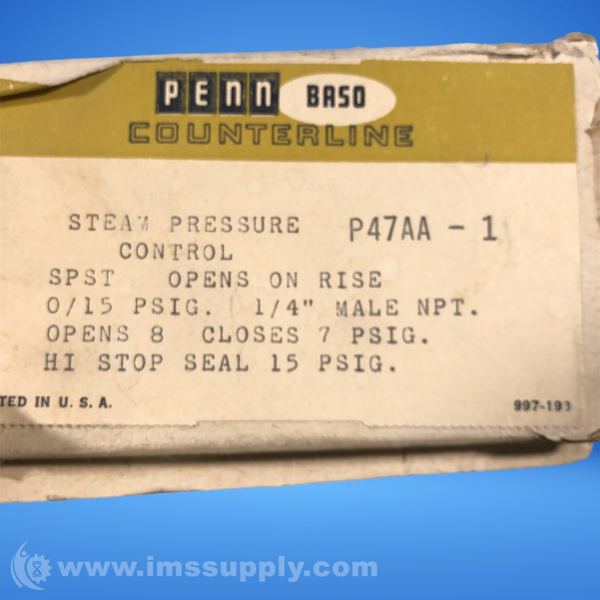 PENN BASO
COUNTERLINE
STEAM PRESSURE P47AA - 1
CONTROL
SPST OPENS ON RISE
0/15 PSIG. 1/4" MALE NPT.
OPENS 8 CLOSES 7 PSIG.
HI STOP SEAL 15 PSIG.
TED IN U. S. A.
997-193
www.imssupply.com